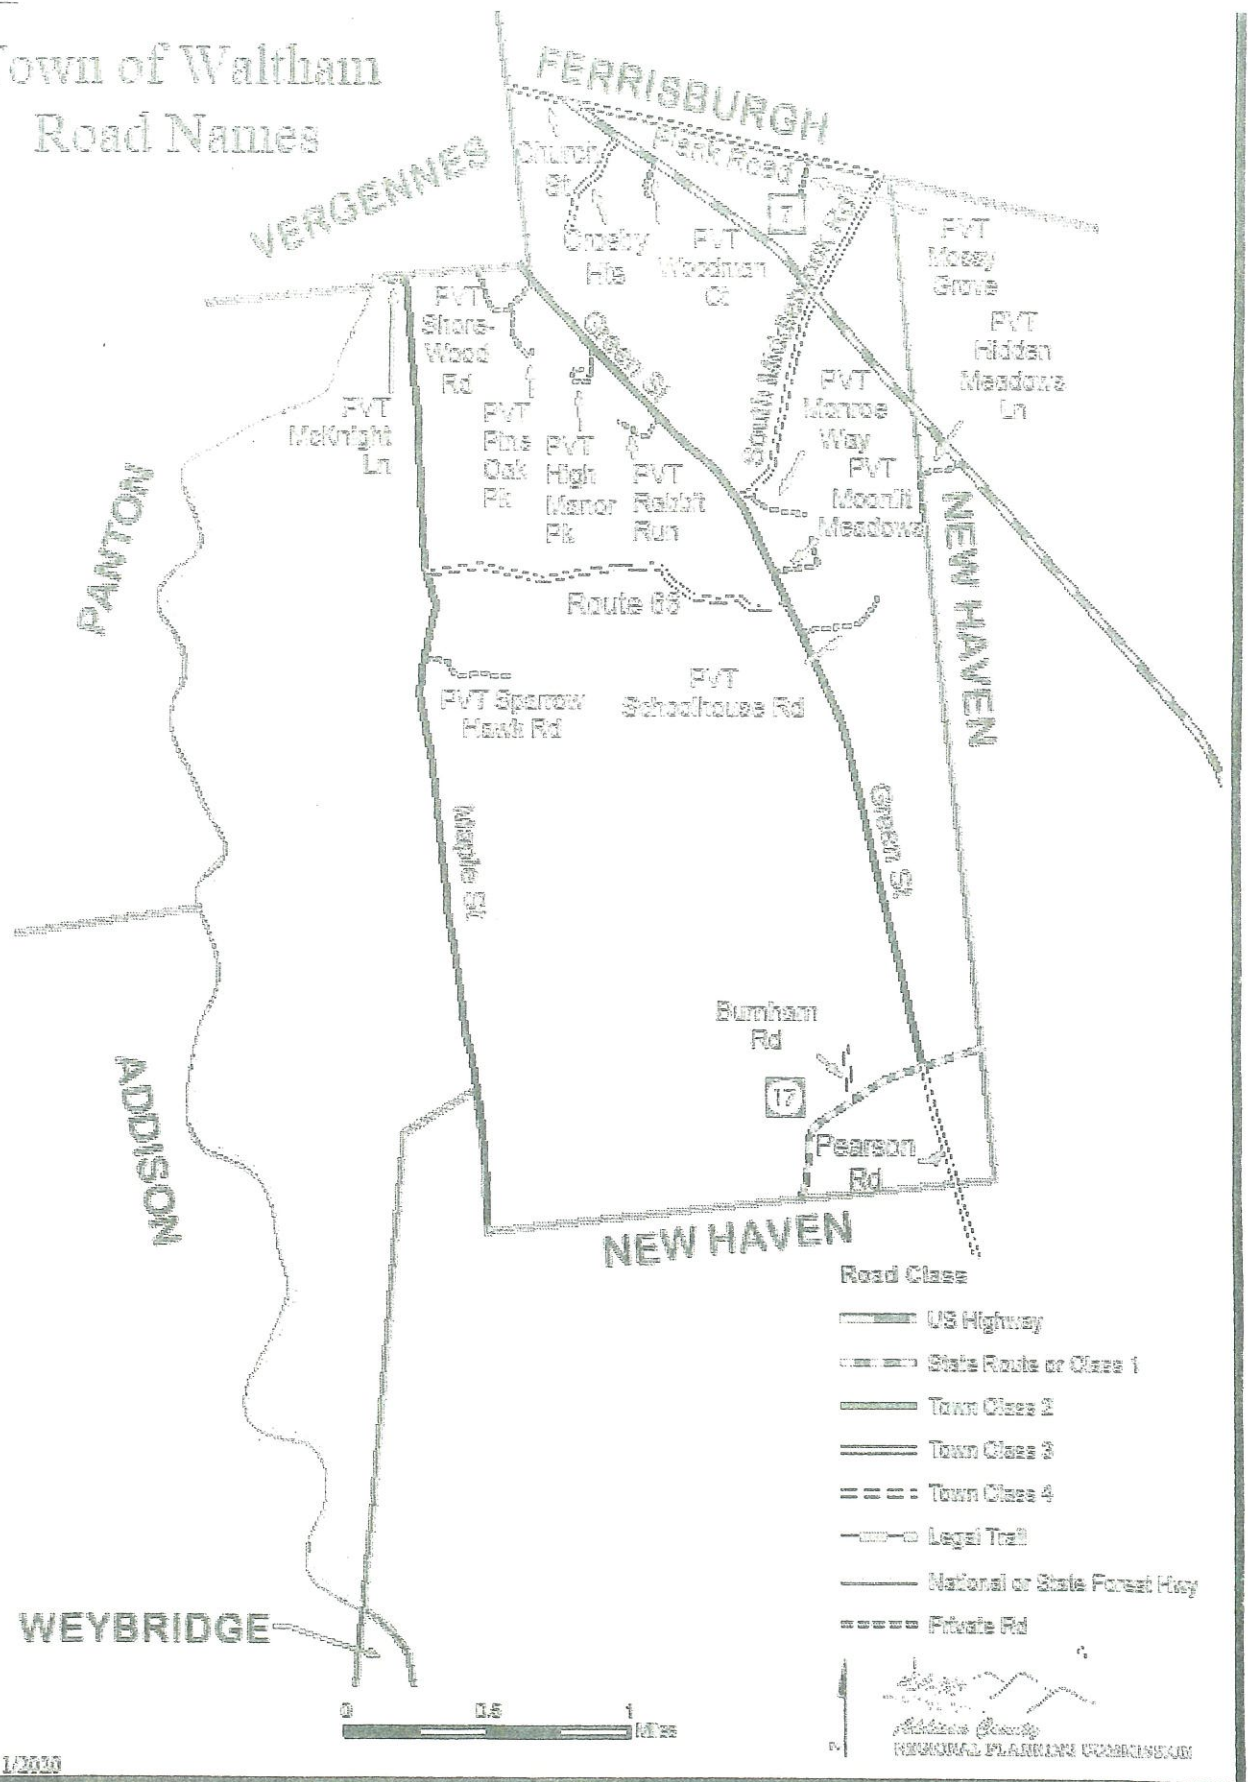 own of Waltham
Road Names
FERRISBURGH
VERGENNES
Church
St
Plank Road
7
Crosby
Hts
PVT
Woodman
Ct
PVT
Mossy
Grove
PVT
Shore-
Wood
Rd
Green St
South
PVT
Hidden
Meadows
Ln
PVT
McKnight
Ln
PVT
Pine
Oak
Pk
PVT
High
Manor
Pk
PVT
Rabbit
Run
PVT
Monroe
Way
PVT
Moonlit
Meadows
PANTON
NEW HAVEN
Route 66
PVT Sparrow
Hawk Rd
PVT
Schoolhouse Rd
Maple St
Green St
Burnham
Rd
17
Pearson
Rd
ADDISON
NEW HAVEN
Road Class
US Highway
State Route or Class 1
Town Class 2
Town Class 3
Town Class 4
Legal Trail
National or State Forest Hwy
Private Rd
WEYBRIDGE
0 0.5 1
Miles
Addison County
REGIONAL PLANNING COMMISSION
1/2020